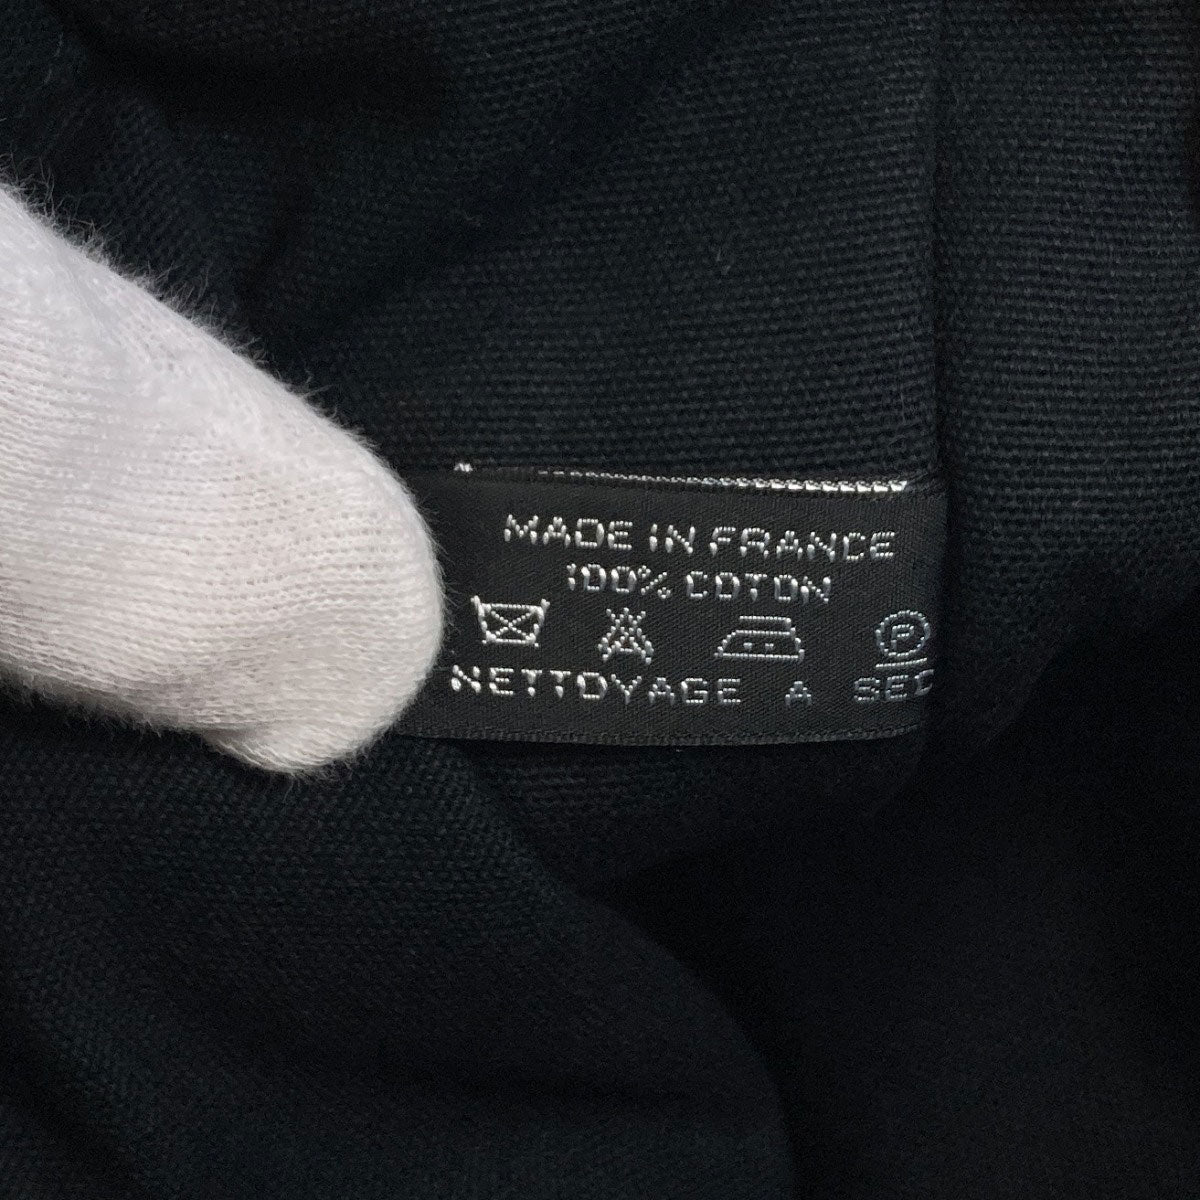 MADE IN FRANCE
100% COTON
P
NETTOYAGE A SEC